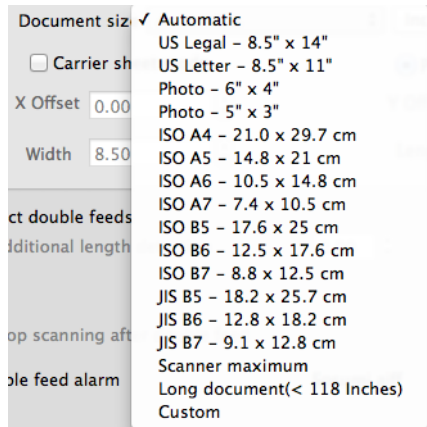 Document siz
✓ Automatic
US Legal – 8.5" x 14"
US Letter – 8.5" x 11"
Photo – 6" x 4"
Photo – 5" x 3"
ISO A4 – 21.0 x 29.7 cm
ISO A5 – 14.8 x 21 cm
ISO A6 – 10.5 x 14.8 cm
ISO A7 – 7.4 x 10.5 cm
ISO B5 – 17.6 x 25 cm
ISO B6 – 12.5 x 17.6 cm
ISO B7 – 8.8 x 12.5 cm
JIS B5 – 18.2 x 25.7 cm
JIS B6 – 12.8 x 18.2 cm
JIS B7 – 9.1 x 12.8 cm
Scanner maximum
Long document(< 118 Inches)
Custom
Carrier sh
X Offset 0.00
Width 8.50
ct double feeds
dditional length
op scanning aft
ble feed alarm